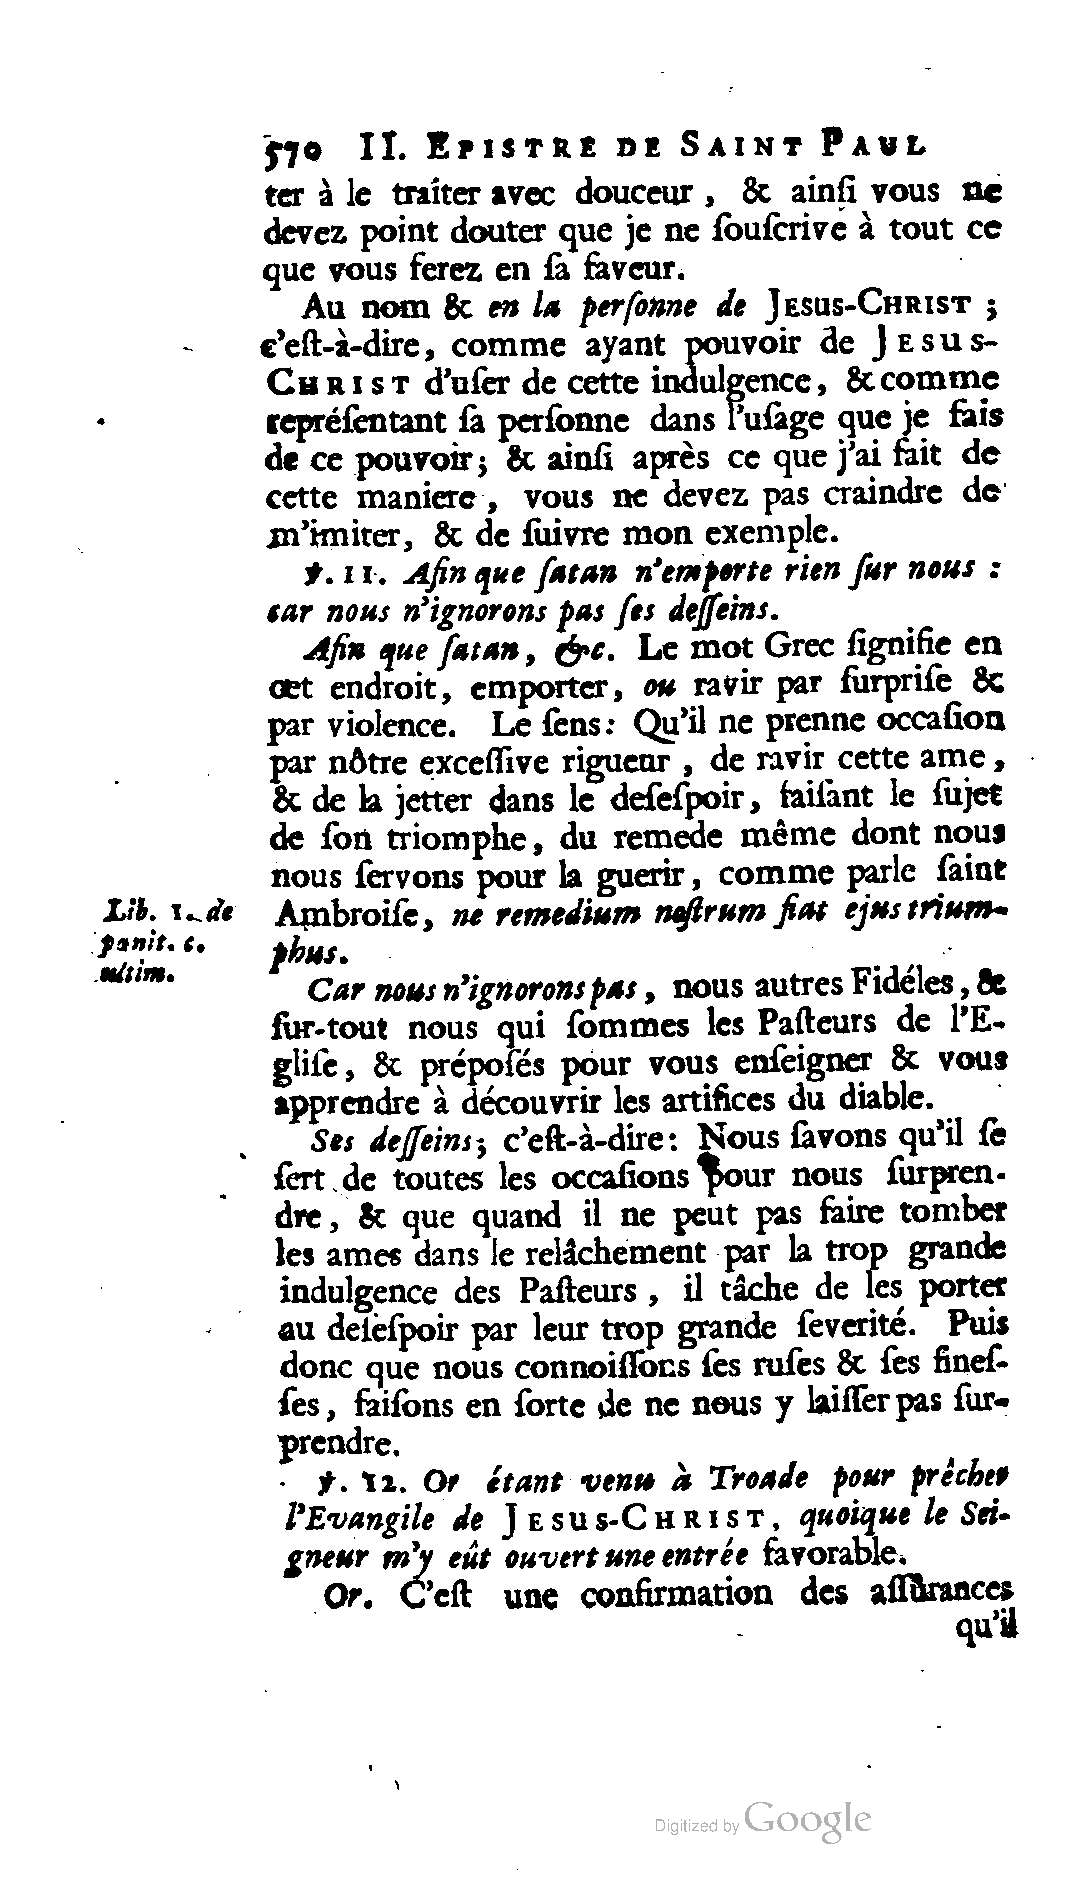 570 II. EPISTRE DE SAINT PAUL
ter à le traiter avec douceur, & ainſi vous ne
devez point douter que je ne ſouſcrive à tout ce
que vous ferez en ſa faveur.
Au nom & en la perſonne de JESUS-CHRIST ;
c'eſt-à-dire, comme ayant pouvoir de JESUS-
CHRIST d'uſer de cette indulgence, & comme
repréſentant ſa perſonne dans l'uſage que je fais
de ce pouvoir; & ainſi après ce que j'ai fait de
cette maniere, vous ne devez pas craindre de
m'imiter, & de ſuivre mon exemple.
℣. 11. Afin que ſatan n'emporte rien ſur nous :
car nous n'ignorons pas ſes deſſeins.
Afin que ſatan, &c. Le mot Grec ſignifie en
cet endroit, emporter, ou ravir par ſurpriſe &
par violence. Le ſens: Qu'il ne prenne occaſion
par nôtre exceſſive rigueur, de ravir cette ame,
& de la jetter dans le deſeſpoir, faiſant le ſujet
de ſon triomphe, du remede même dont nous
nous ſervons pour la guerir, comme parle ſaint
Ambroiſe, ne remedium noſtrum fiat ejus trium-
phus.
Lib. 1. de
pœnit. c.
ultim.
Car nous n'ignorons pas, nous autres Fidéles, &
ſur-tout nous qui ſommes les Paſteurs de l'E-
gliſe, & prépoſés pour vous enſeigner & vous
apprendre à découvrir les artifices du diable.
Ses deſſeins; c'eſt-à-dire: Nous ſavons qu'il ſe
ſert de toutes les occaſions pour nous ſurpren-
dre, & que quand il ne peut pas faire tomber
les ames dans le relâchement par la trop grande
indulgence des Paſteurs, il tâche de les porter
au deſeſpoir par leur trop grande ſeverité. Puis
donc que nous connoiſſons ſes ruſes & ſes fineſ-
ſes, faiſons en ſorte de ne nous y laiſſer pas ſur-
prendre.
℣. 12. Or étant venu à Troade pour prêcher
l'Evangile de JESUS-CHRIST, quoique le Sei-
gneur m'y eût ouvert une entrée favorable.
Or. C'eſt une confirmation des aſſûrances
qu'il
Digitized by Google